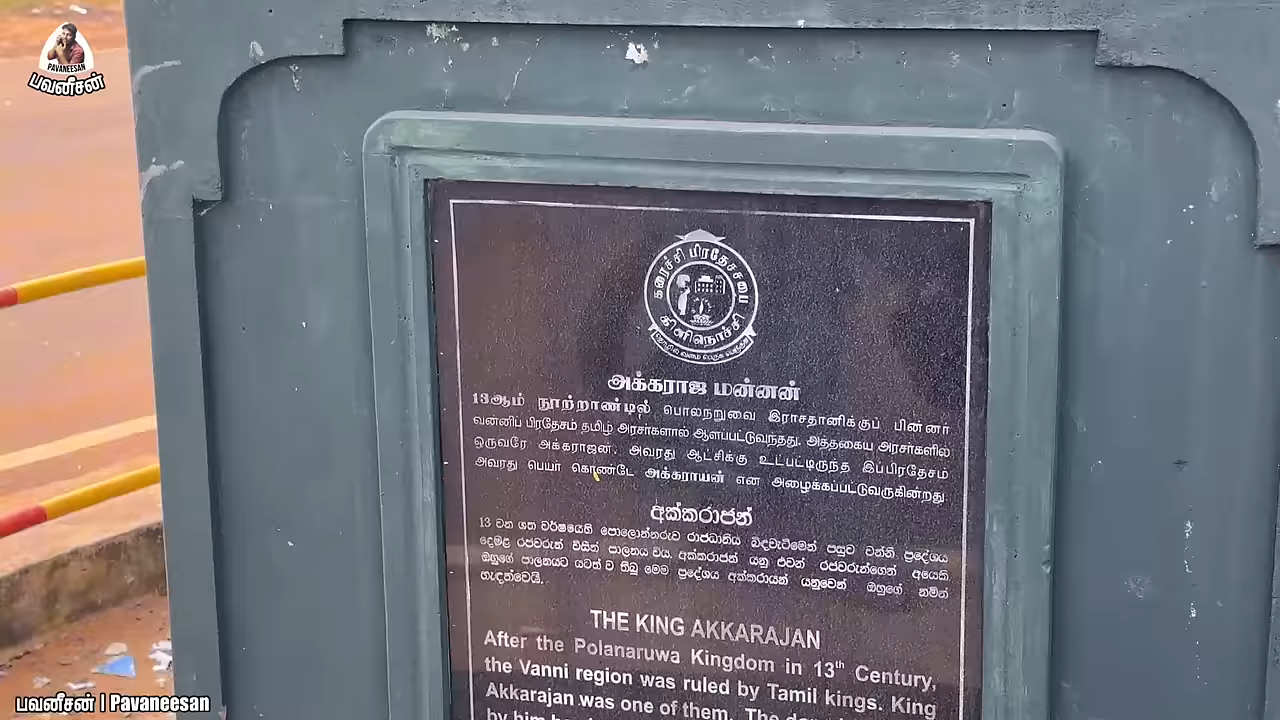 PAVANEESAN
பவனீசன்
கரைச்சி பிரதேசசபை
கிளிநொச்சி
அக்கராஜ மன்னன்
13ஆம் நூற்றாண்டில் பொலநறுவை இராசதானிக்குப் பின்னர்
வன்னிப் பிரதேசம் தமிழ் அரசர்களால் ஆளப்பட்டுவந்தது. அத்தகைய அரசர்களில்
ஒருவரே அக்கராஜன். அவரது ஆட்சிக்கு உட்பட்டிருந்த இப்பிரதேசம்
அவரது பெயர் கொண்டே அக்கராயன் என அழைக்கப்பட்டுவருகின்றது.
අක්කරාජන්
13 වන ශත වර්ෂයෙහි පොලොන්නරුව රාජධානිය බිඳවැටීමෙන් පසුව වන්නි ප්‍රදේශය
දෙමළ රජවරුන් විසින් පාලනය විය. අක්කරාජන් යනු එවන් රජවරුන්ගෙන් අයෙකි.
ඔහුගේ පාලනයට යටත් ව තිබූ මෙම ප්‍රදේශය අක්කරායන් යනුවෙන් ඔහුගේ නමින්
හැඳින්වෙයි.
THE KING AKKARAJAN
After the Polanaruwa Kingdom in 13th Century,
the Vanni region was ruled by Tamil kings. King
Akkarajan was one of them. The
by him
பவனீசன் | Pavaneesan